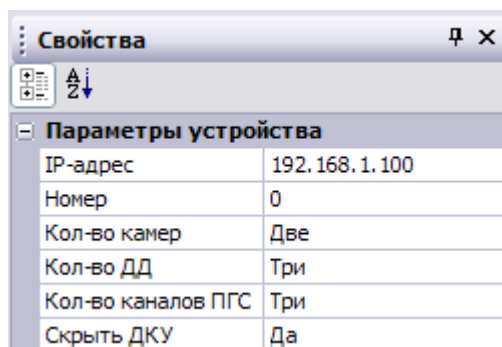 Свойства
Параметры устройства
IP-адрес 192.168.1.100
Номер 0
Кол-во камер Две
Кол-во ДД Три
Кол-во каналов ПГС Три
Скрыть ДКУ Да